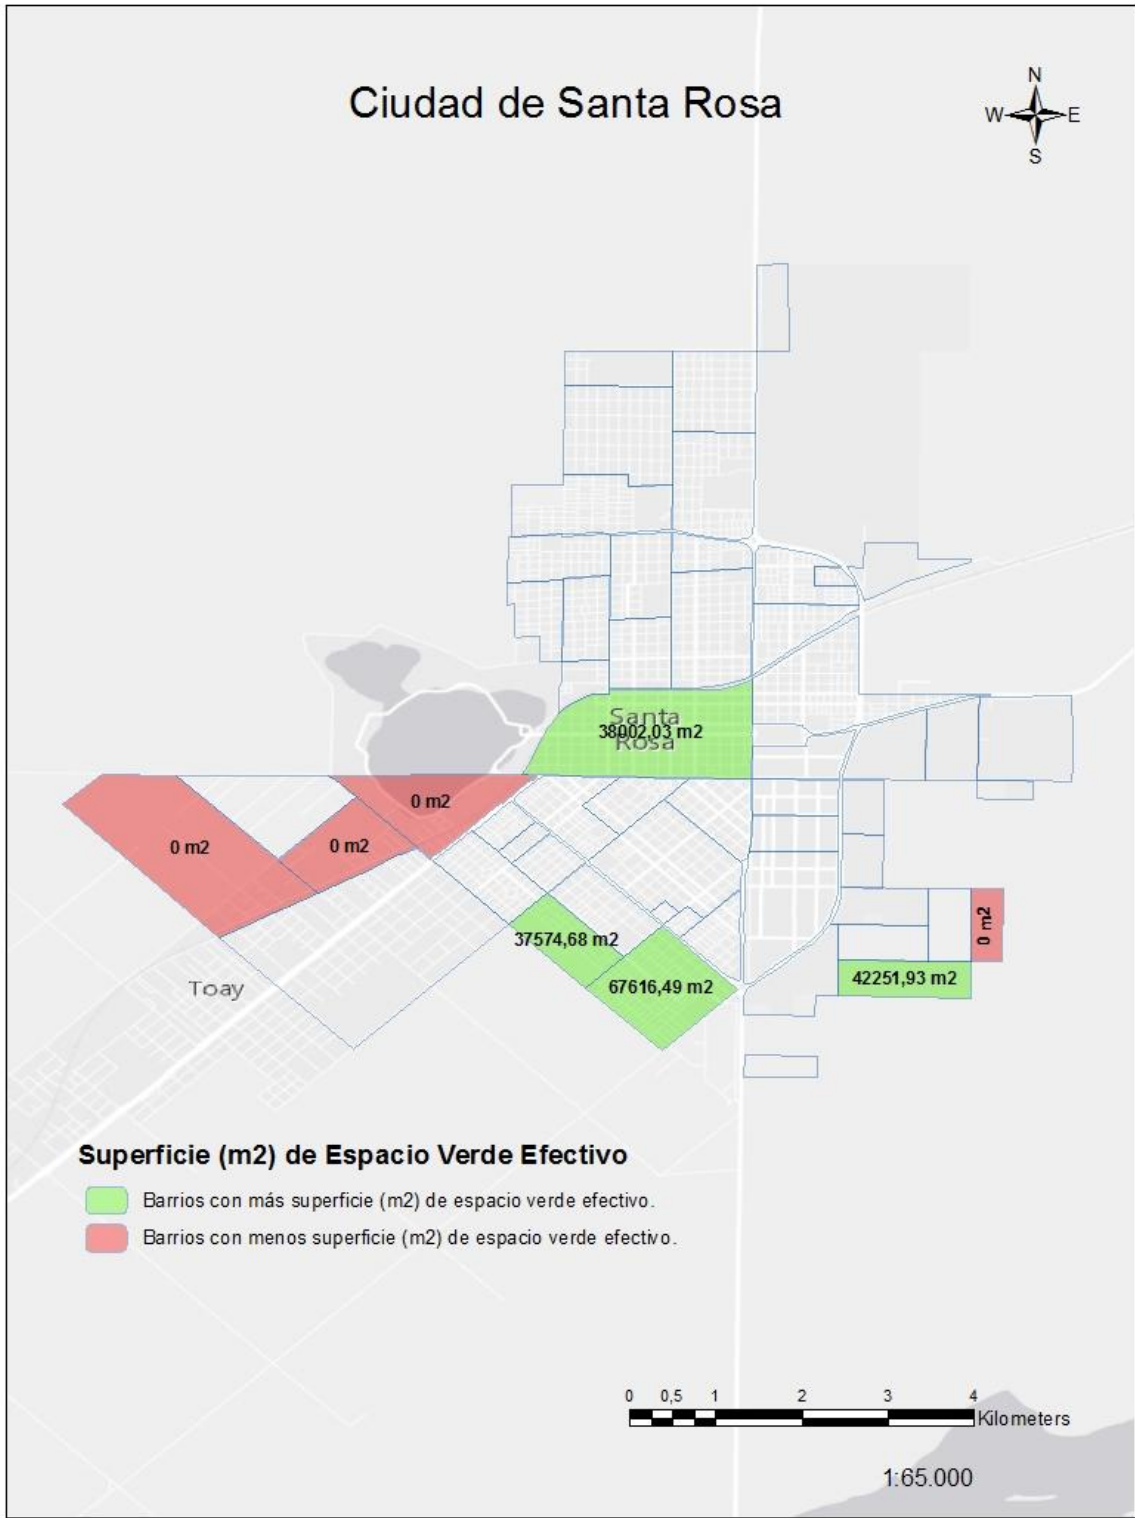 Ciudad de Santa Rosa
N
W
E
S
Santa
38002,03 m2
Rosa
0 m2
0 m2
0 m2
0 m2
37574,68 m2
42251,93 m2
67616,49 m2
Toay
Superficie (m2) de Espacio Verde Efectivo
Barrios con más superficie (m2) de espacio verde efectivo.
Barrios con menos superficie (m2) de espacio verde efectivo.
0 0,5 1 2 3 4
Kilometers
1:65.000